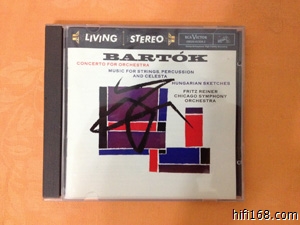 LIVING STEREO
RCA VICTOR
BARTÓK
CONCERTO FOR ORCHESTRA
MUSIC FOR STRINGS, PERCUSSION
AND CELESTA
HUNGARIAN SKETCHES
FRITZ REINER
CHICAGO SYMPHONY
ORCHESTRA
hifi168.com